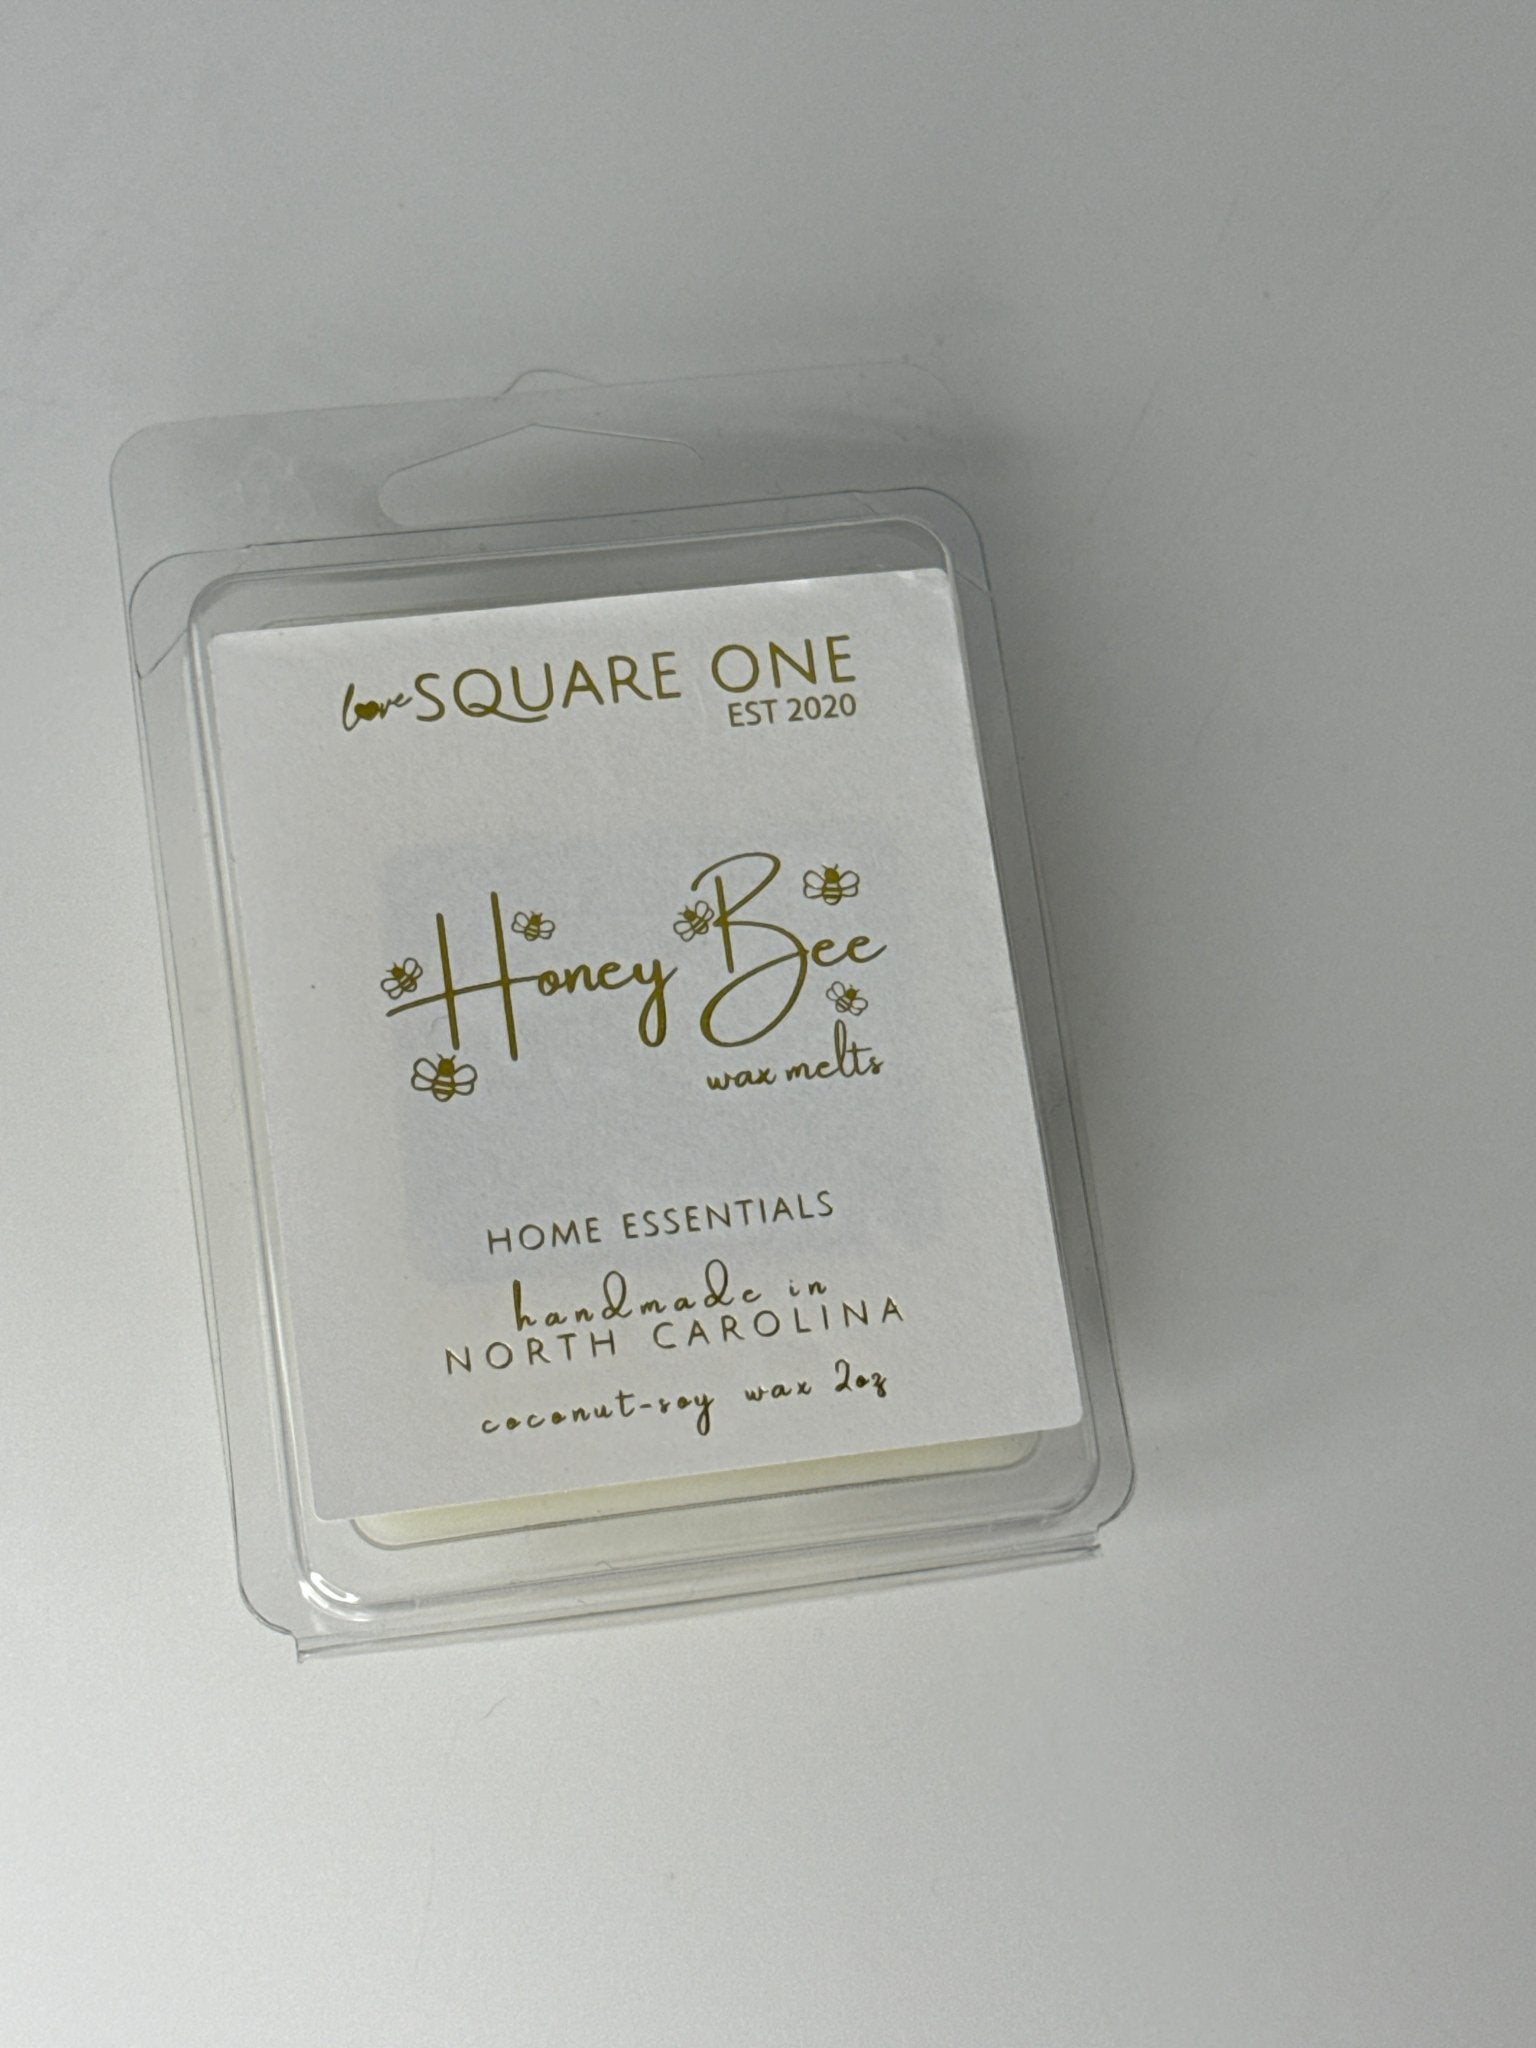 love SQUARE ONE
EST 2020
Honey Bee
wax melts
HOME ESSENTIALS
handmade in
NORTH CAROLINA
coconut-soy wax 2oz